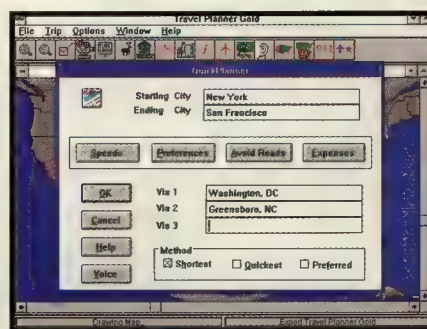 Travel Planner Gold
File Trip Options Window Help
911
Starting City New York
Ending City San Francisco
Speeds Preferences Avoid Roads Expenses
OK Via 1 Washington, DC
Via 2 Greensboro, NC
Cancel Via 3
Help Method
Shortest Quickest Preferred
Voice
Drawing Map Expert Travel Planner Gold